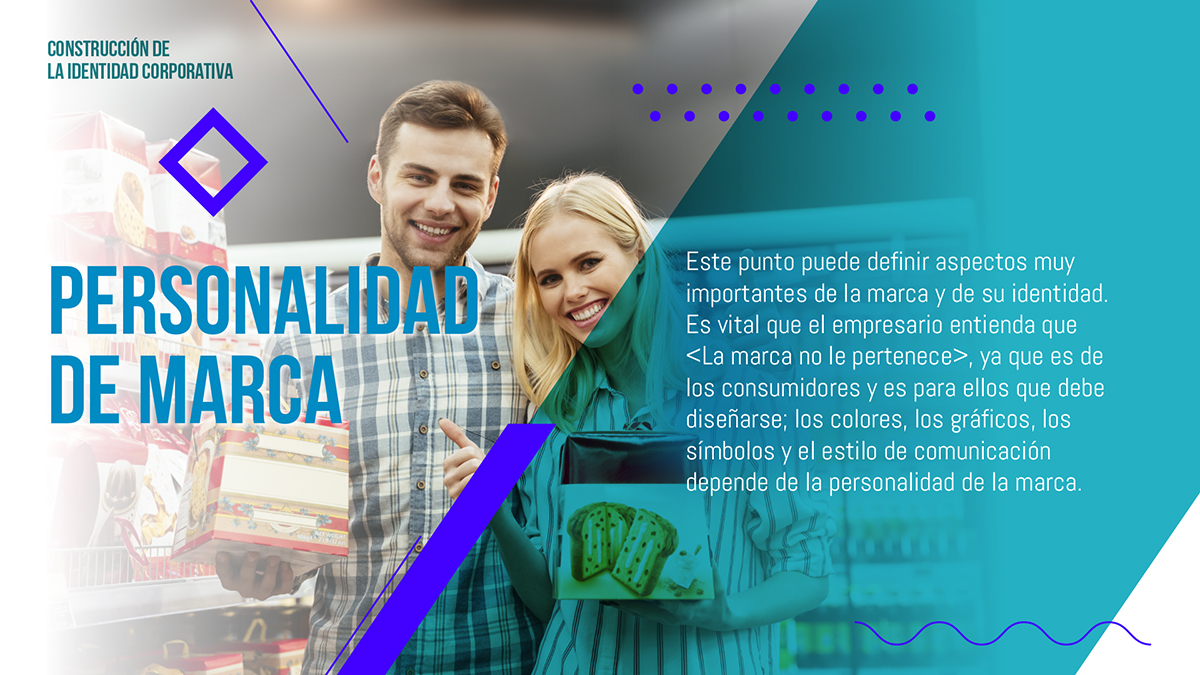 CONSTRUCCIÓN DE
LA IDENTIDAD CORPORATIVA
PERSONALIDAD
DE MARCA
Este punto puede definir aspectos muy
importantes de la marca y de su identidad.
Es vital que el empresario entienda que
<La marca no le pertenece>, ya que es de
los consumidores y es para ellos que debe
diseñarse; los colores, los gráficos, los
símbolos y el estilo de comunicación
depende de la personalidad de la marca.